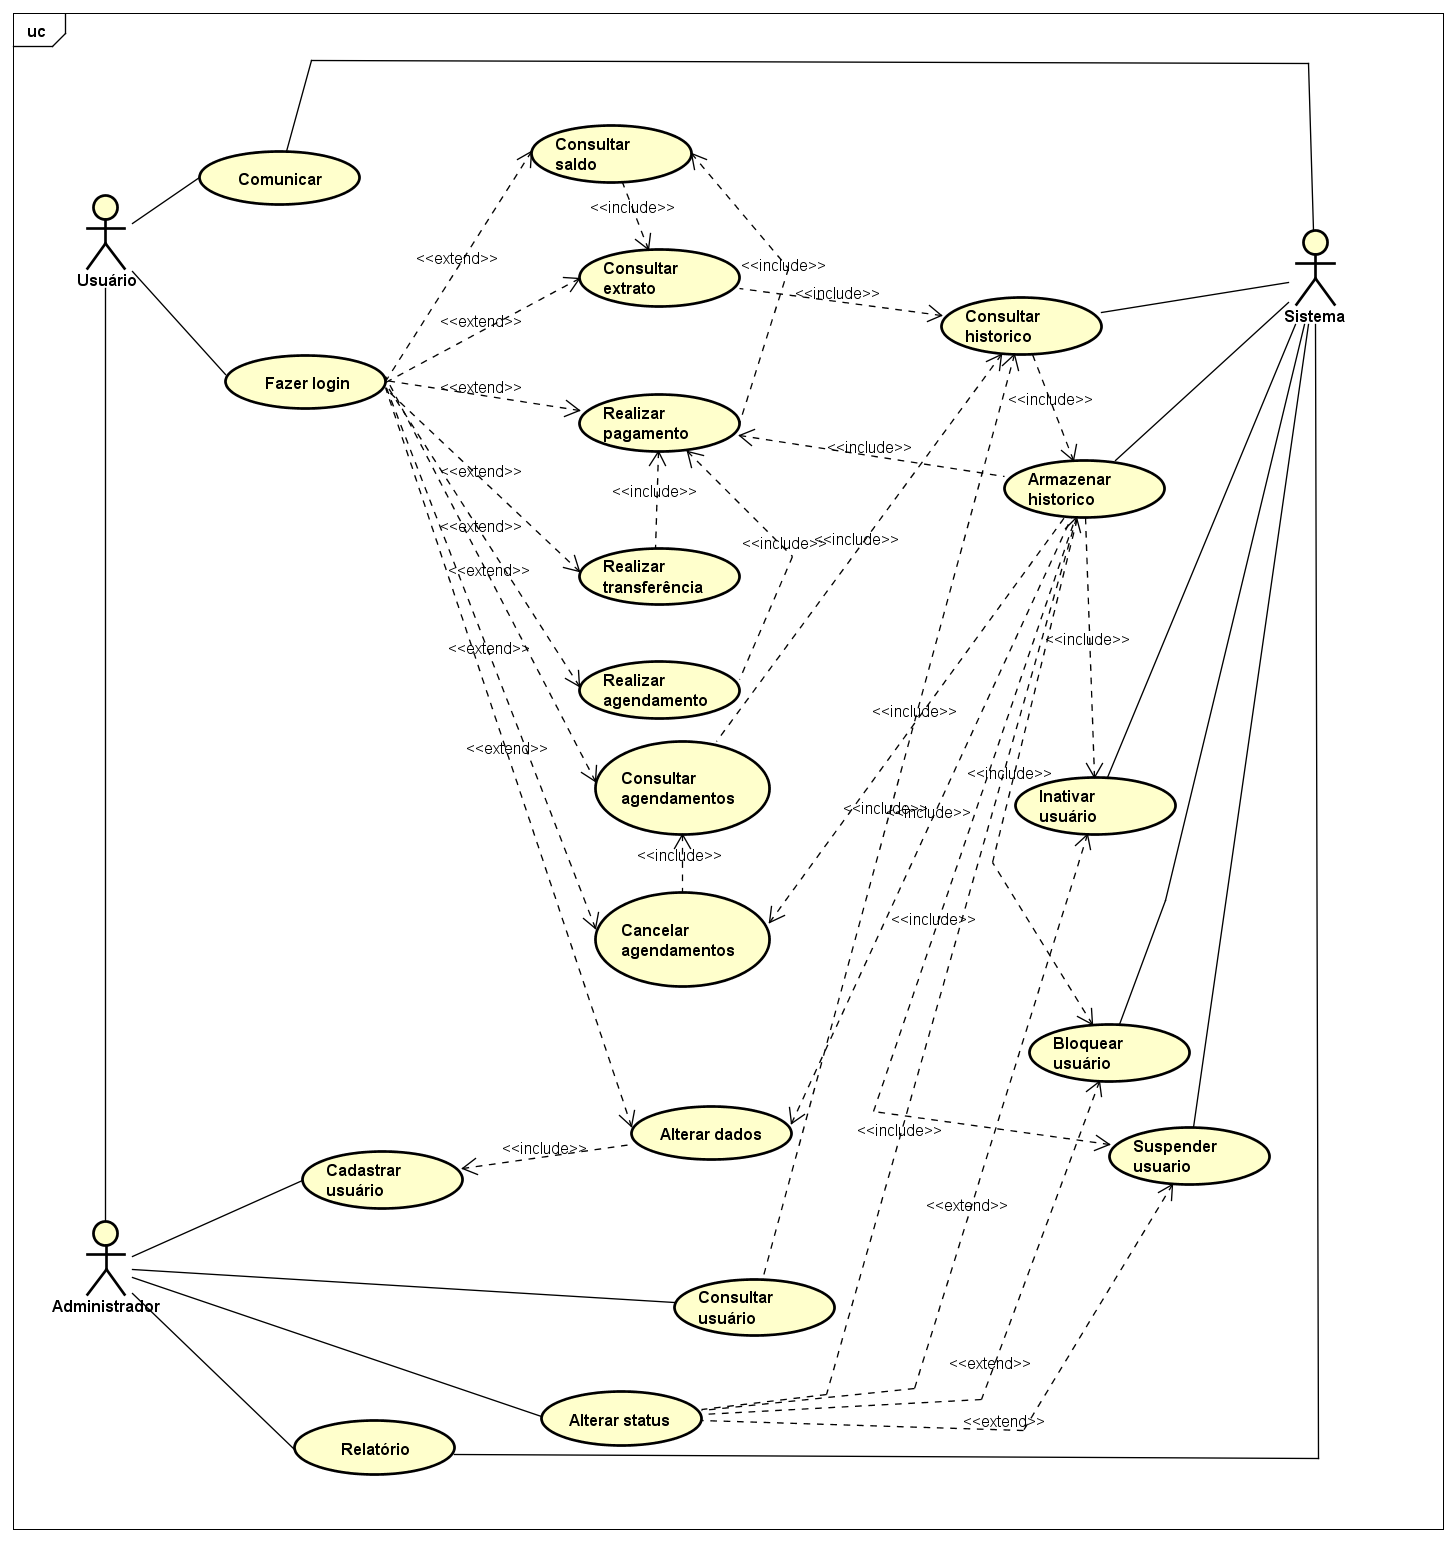 uc
Consultar
saldo
Comunicar
<<include>>
Usuário
<<extend>>
Consultar
extrato
<<include>>
<<include>>
Sistema
Consultar
historico
<<extend>>
Fazer login
<<extend>>
<<include>>
Realizar
pagamento
<<include>>
<<extend>>
<<include>>
Armazenar
historico
<<extend>>
<<include>>
<<include>>
<<extend>>
Realizar
transferência
<<include>>
<<extend>>
Realizar
agendamento
<<include>>
<<extend>>
<<include>>
Consultar
agendamentos
<<include>>
<<include>>
Inativar
usuário
<<include>>
<<include>>
Cancelar
agendamentos
Bloquear
usuário
Alterar dados
<<include>>
<<include>>
Suspender
usuario
Cadastrar
usuário
<<extend>>
Administrador
Consultar
usuário
<<extend>>
Alterar status
<<extend>>
Relatório